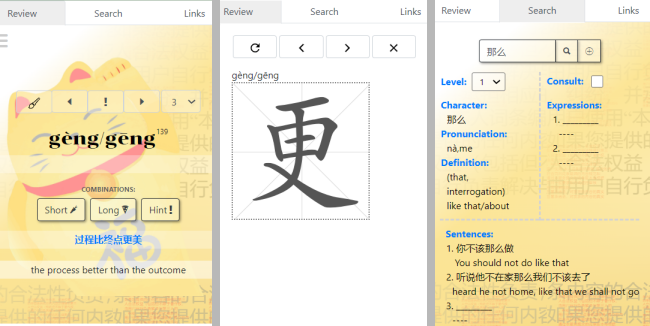 Review Search Links
3
gèng/gēng 139
COMBINATIONS:
Short Long Hint!
过程比终点更美
the process better than the outcome
Review Search Links
gèng/gēng
更
Review Search Links
那么
Level: 1 Consult:
Character:
那么
Pronunciation:
nà,me
Definition:
(that,
interrogation)
like that/about
Expressions:
1. ________
----
2. ________
----
Sentences:
1. 你不该那么做
You should not do like that
2. 听说他不在家那么我们不该去了
heard he not home, like that we shall not go
3. ________
----